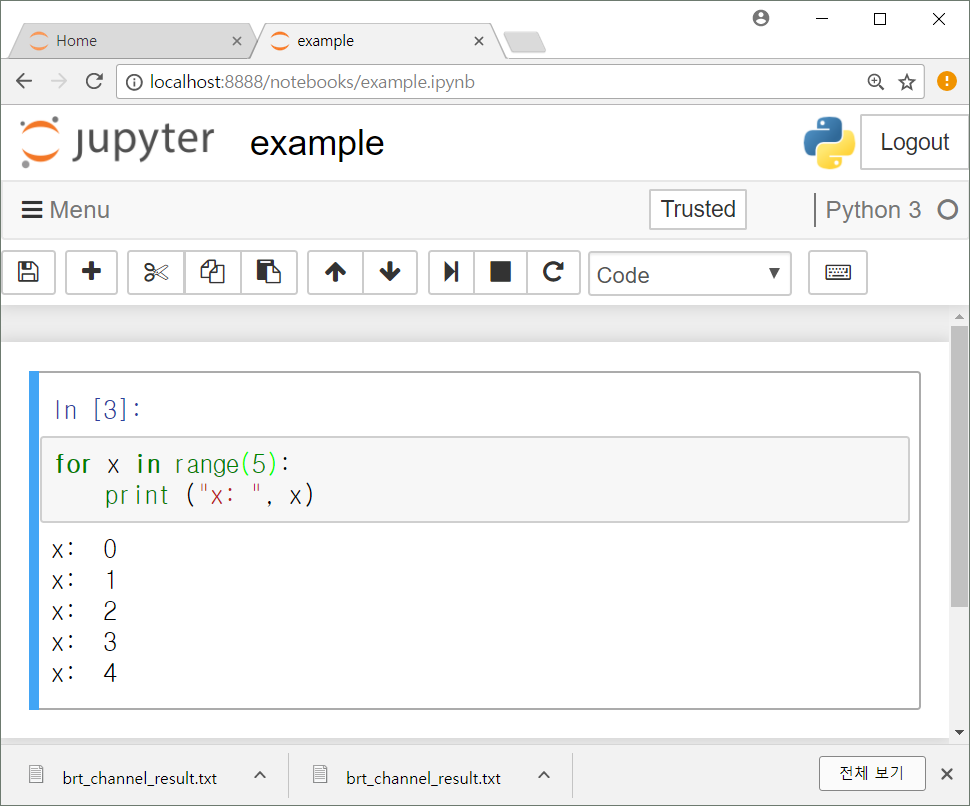 Home
example
localhost:8888/notebooks/example.ipynb
jupyter example
Logout
Menu
Trusted
Python 3
Code
In [3]:
for x in range(5):
    print ("x: ", x)
x:  0
x:  1
x:  2
x:  3
x:  4
brt_channel_result.txt
brt_channel_result.txt
전체 보기